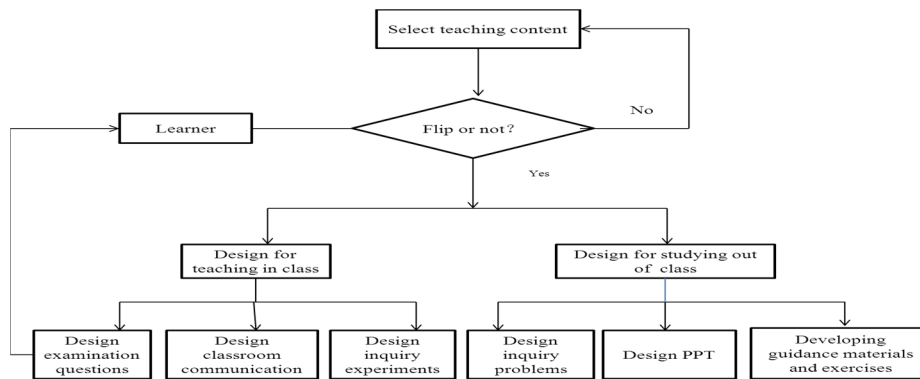 Select teaching content
No
Learner
Flip or not?
Yes
Design for
teaching in class
Design for studying out
of class
Design
examination
questions
Design
classroom
communication
Design
inquiry
experiments
Design
inquiry
problems
Design PPT
Developing
guidance materials
and exercises